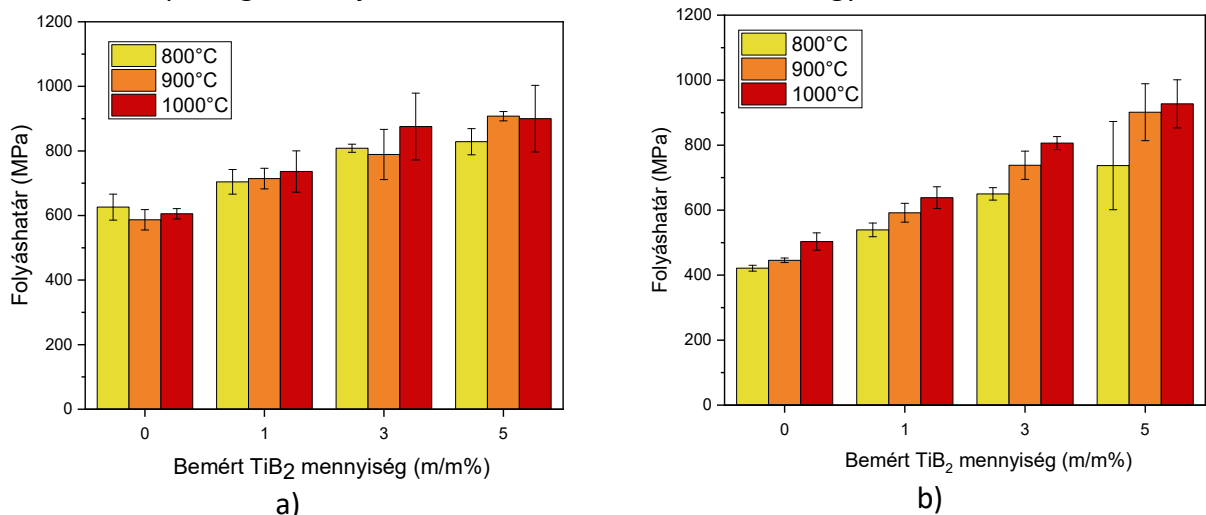 1200
1000
800
600
400
200
0
Folyáshatár (MPa)
800°C
900°C
1000°C
0 1 3 5
Bemért TiB2 mennyiség (m/m%)
a)
1200
1000
800
600
400
200
0
Folyáshatár (MPa)
800°C
900°C
1000°C
0 1 3 5
Bemért TiB₂ mennyiség (m/m%)
b)